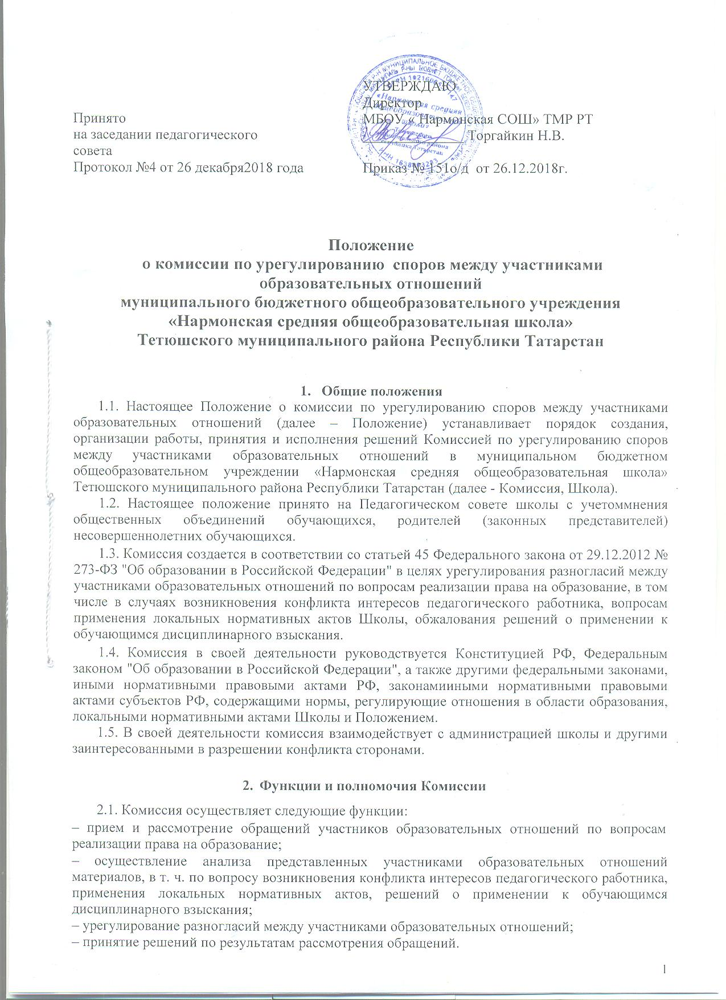 Принято
на заседании педагогического
совета
Протокол №4 от 26 декабря2018 года
УТВЕРЖДАЮ
Директор
МБОУ « Нармонская СОШ» ТМР РТ
Торгайкин Н.В.
Приказ № 151о/д от 26.12.2018г.
«Нармонская средняя
школа»
Положение
о комиссии по урегулированию споров между участниками
образовательных отношений
муниципального бюджетного общеобразовательного учреждения
«Нармонская средняя общеобразовательная школа»
Тетюшского муниципального района Республики Татарстан
1. Общие положения
1.1. Настоящее Положение о комиссии по урегулированию споров между участниками
образовательных отношений (далее – Положение) устанавливает порядок создания,
организации работы, принятия и исполнения решений Комиссией по урегулированию споров
между участниками образовательных отношений в муниципальном бюджетном
общеобразовательном учреждении «Нармонская средняя общеобразовательная школа»
Тетюшского муниципального района Республики Татарстан (далее - Комиссия, Школа).
1.2. Настоящее положение принято на Педагогическом совете школы с учетоммнения
общественных объединений обучающихся, родителей (законных представителей)
несовершеннолетних обучающихся.
1.3. Комиссия создается в соответствии со статьей 45 Федерального закона от 29.12.2012 №
273-ФЗ "Об образовании в Российской Федерации" в целях урегулирования разногласий между
участниками образовательных отношений по вопросам реализации права на образование, в том
числе в случаях возникновения конфликта интересов педагогического работника, вопросам
применения локальных нормативных актов Школы, обжалования решений о применении к
обучающимся дисциплинарного взыскания.
1.4. Комиссия в своей деятельности руководствуется Конституцией РФ, Федеральным
законом "Об образовании в Российской Федерации", а также другими федеральными законами,
иными нормативными правовыми актами РФ, законамииными нормативными правовыми
актами субъектов РФ, содержащими нормы, регулирующие отношения в области образования,
локальными нормативными актами Школы и Положением.
1.5. В своей деятельности комиссия взаимодействует с администрацией школы и другими
заинтересованными в разрешении конфликта сторонами.
2. Функции и полномочия Комиссии
2.1. Комиссия осуществляет следующие функции:
– прием и рассмотрение обращений участников образовательных отношений по вопросам
реализации права на образование;
– осуществление анализа представленных участниками образовательных отношений
материалов, в т. ч. по вопросу возникновения конфликта интересов педагогического работника,
применения локальных нормативных актов, решений о применении к обучающимся
дисциплинарного взыскания;
– урегулирование разногласий между участниками образовательных отношений;
– принятие решений по результатам рассмотрения обращений.
1